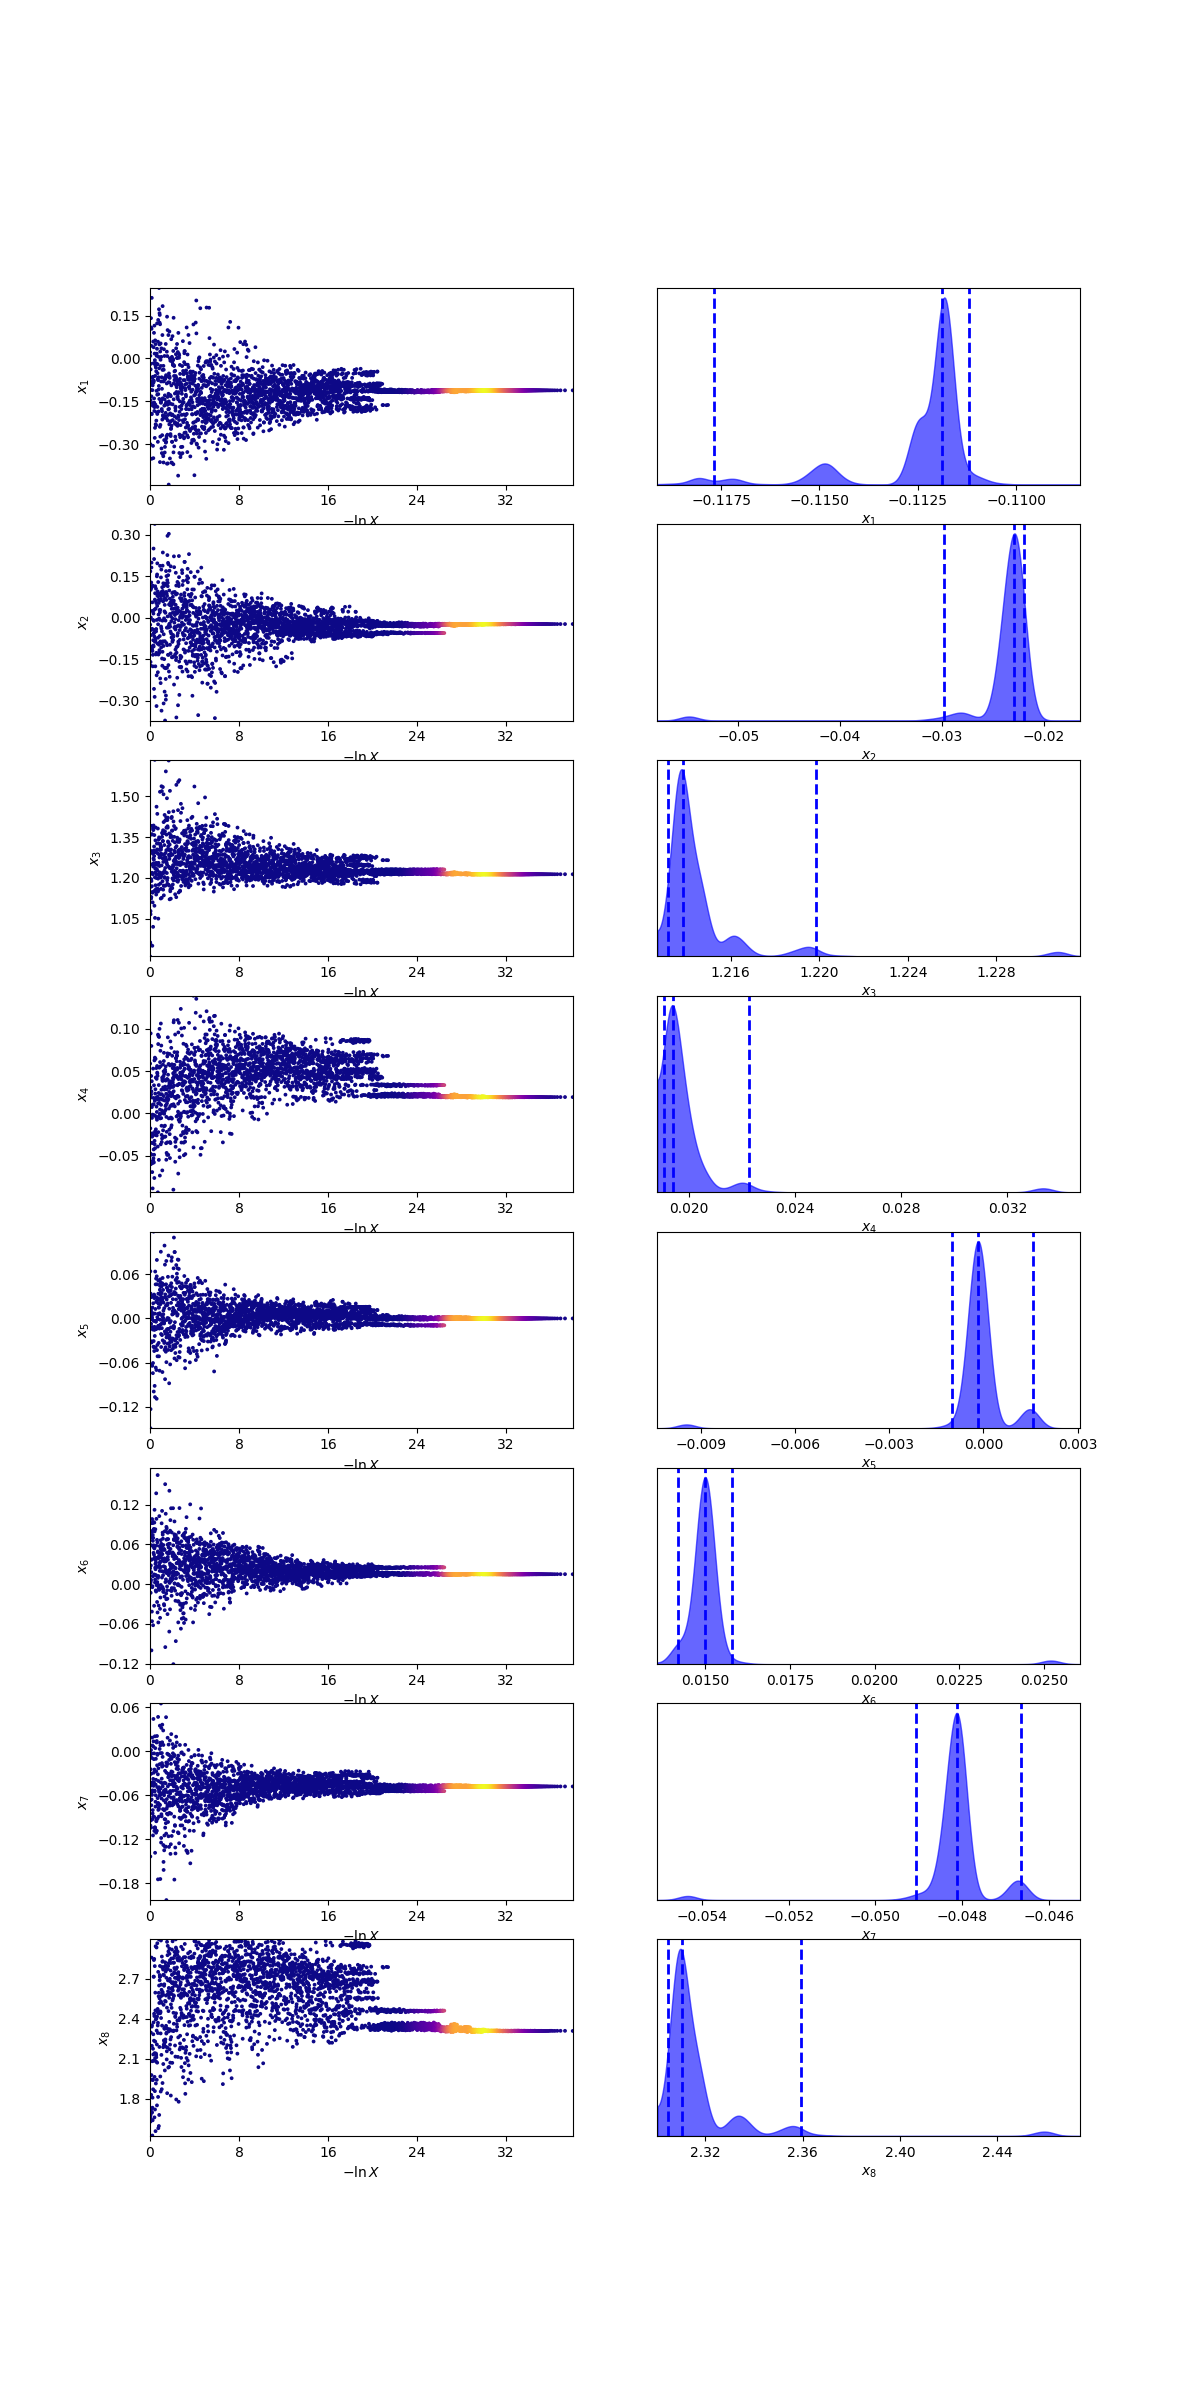 0.15
0.00
−0.15
−0.30
x₁
0 8 16 24 32
−ln X
−0.1175 −0.1150 −0.1125 −0.1100
x₁
0.30
0.15
0.00
−0.15
−0.30
x₂
0 8 16 24 32
−ln X
−0.05 −0.04 −0.03 −0.02
x₂
1.50
1.35
1.20
1.05
x₃
0 8 16 24 32
−ln X
1.216 1.220 1.224 1.228
x₃
0.10
0.05
0.00
−0.05
x₄
0 8 16 24 32
−ln X
0.020 0.024 0.028 0.032
x₄
0.06
0.00
−0.06
−0.12
x₅
0 8 16 24 32
−ln X
−0.009 −0.006 −0.003 0.000 0.003
x₅
0.12
0.06
0.00
−0.06
−0.12
x₆
0 8 16 24 32
−ln X
0.0150 0.0175 0.0200 0.0225 0.0250
x₆
0.06
0.00
−0.06
−0.12
−0.18
x₇
0 8 16 24 32
−ln X
−0.054 −0.052 −0.050 −0.048 −0.046
x₇
2.7
2.4
2.1
1.8
x₈
0 8 16 24 32
−ln X
2.32 2.36 2.40 2.44
x₈